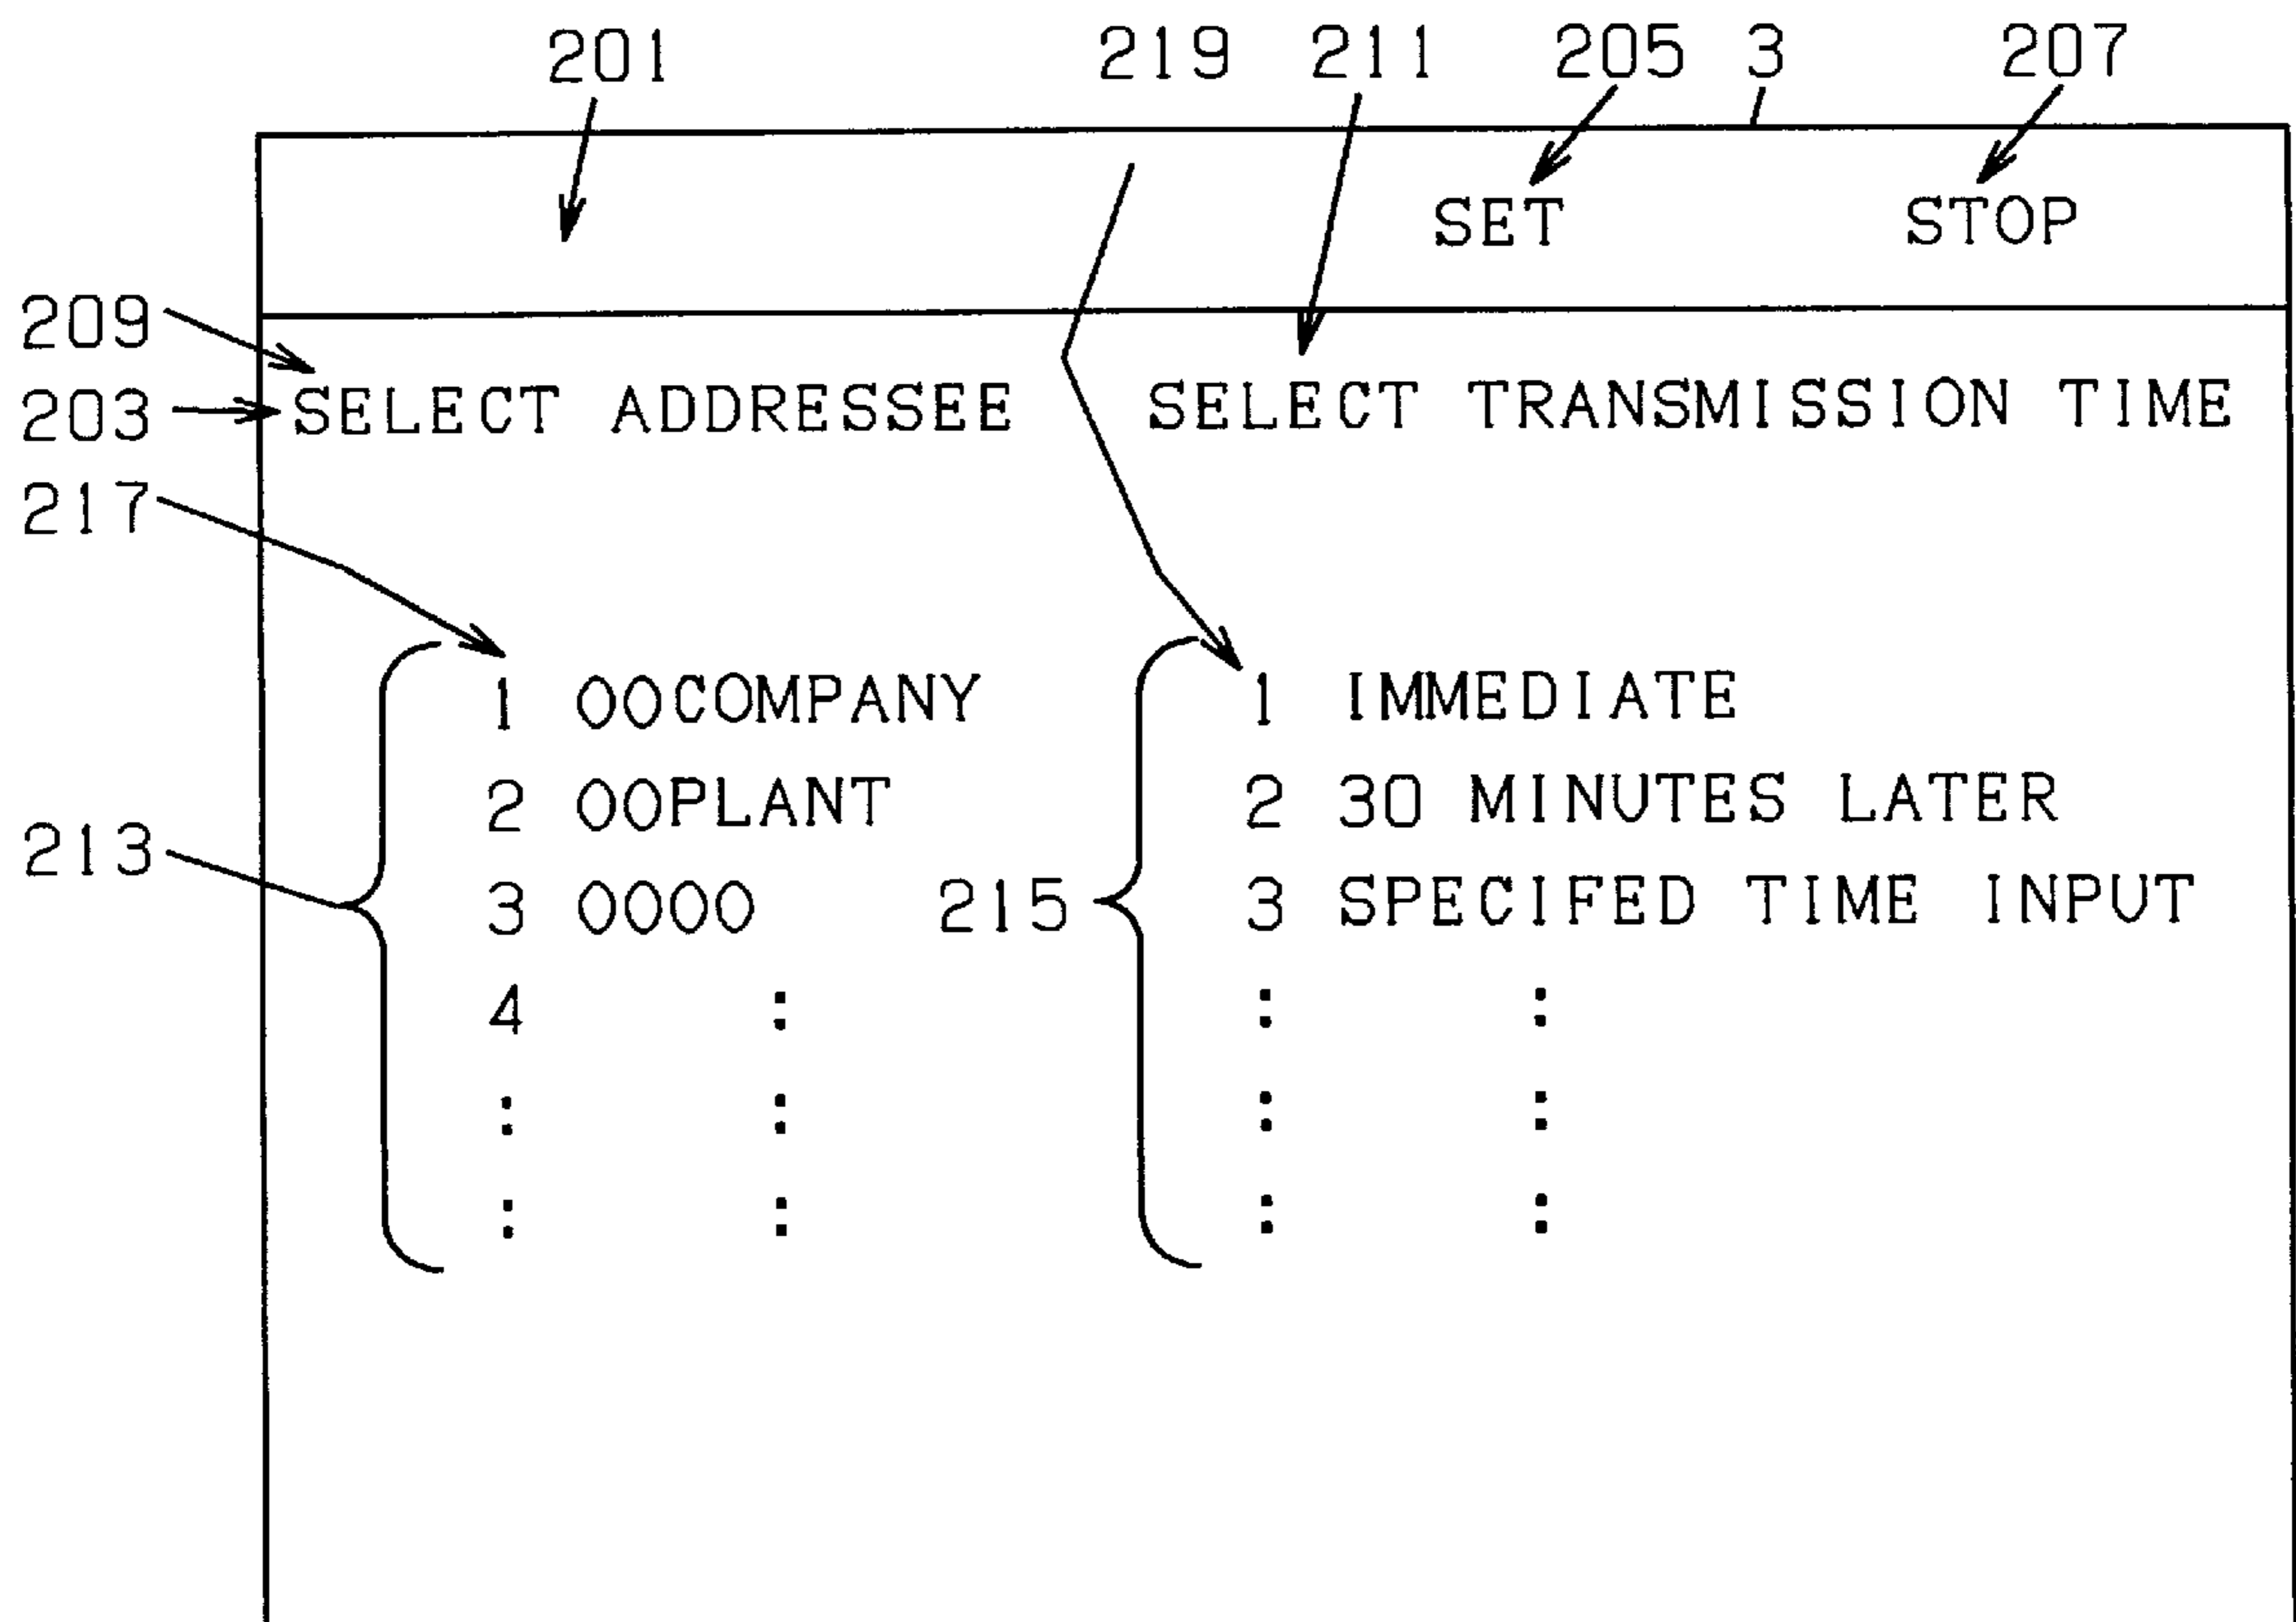 201 219 211 205 3 207
SET STOP
209
203 SELECT ADDRESSEE SELECT TRANSMISSION TIME
217
1 OOCOMPANY 1 IMMEDIATE
2 OOPLANT 2 30 MINUTES LATER
213
3 OOOO 215 3 SPECIFED TIME INPUT
4 : : :
: : : :
: : : :